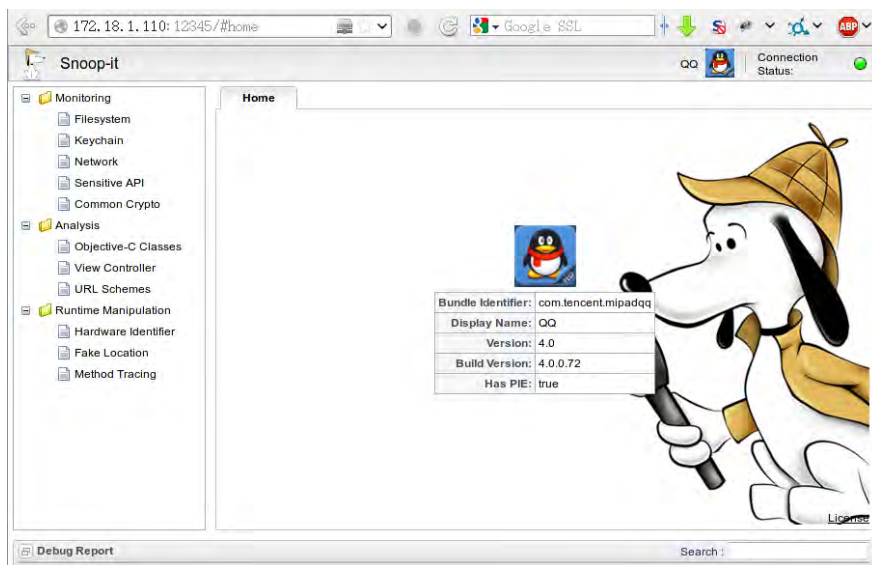 172.18.1.110:12345/#home
Google SSL
ABP
Snoop-it
QQ
Connection Status:
Monitoring
Filesystem
Keychain
Network
Sensitive API
Common Crypto
Analysis
Objective-C Classes
View Controller
URL Schemes
Runtime Manipulation
Hardware Identifier
Fake Location
Method Tracing
Home
Bundle Identifier: com.tencent.mipadqq
Display Name: QQ
Version: 4.0
Build Version: 4.0.0.72
Has PIE: true
License
Debug Report
Search :